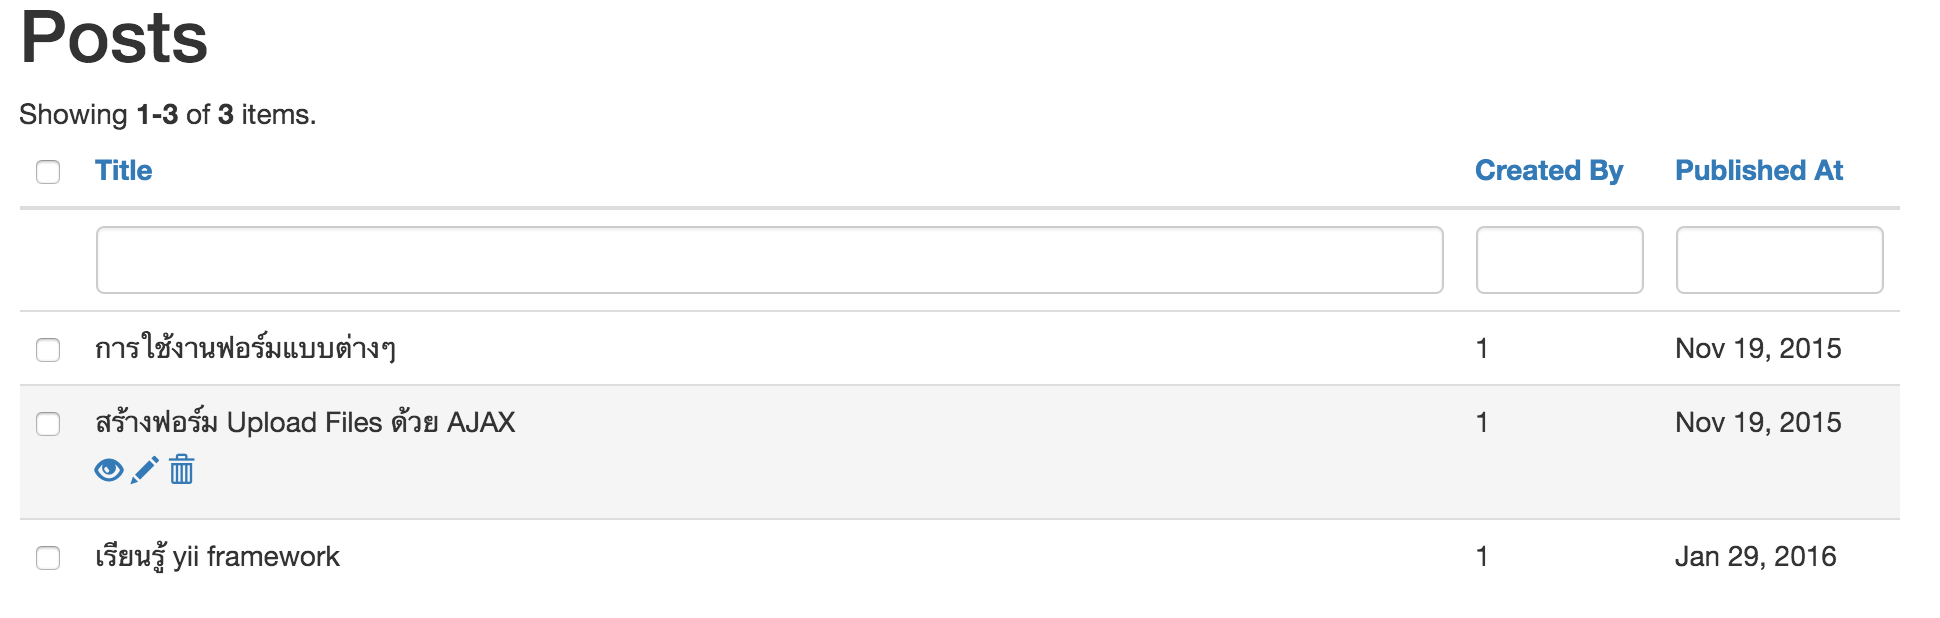 Posts
Showing 1-3 of 3 items.
Title Created By Published At
การใช้งานฟอร์มแบบต่างๆ 1 Nov 19, 2015
สร้างฟอร์ม Upload Files ด้วย AJAX 1 Nov 19, 2015
เรียนรู้ yii framework 1 Jan 29, 2016